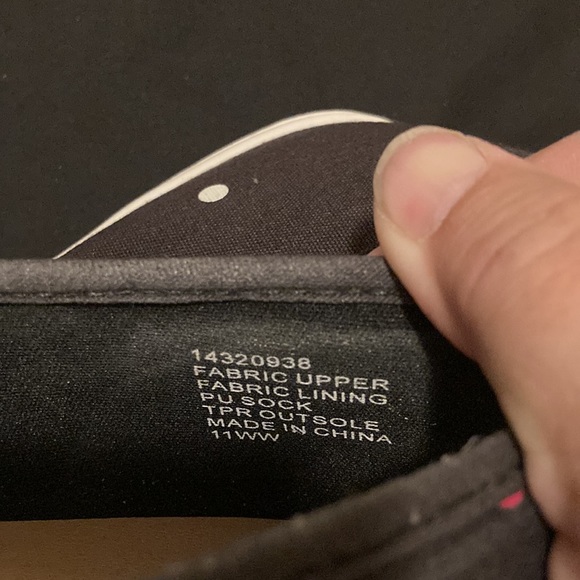 14320938
FABRIC UPPER
FABRIC LINING
PU SOCK
TPR OUTSOLE
MADE IN CHINA
11WW